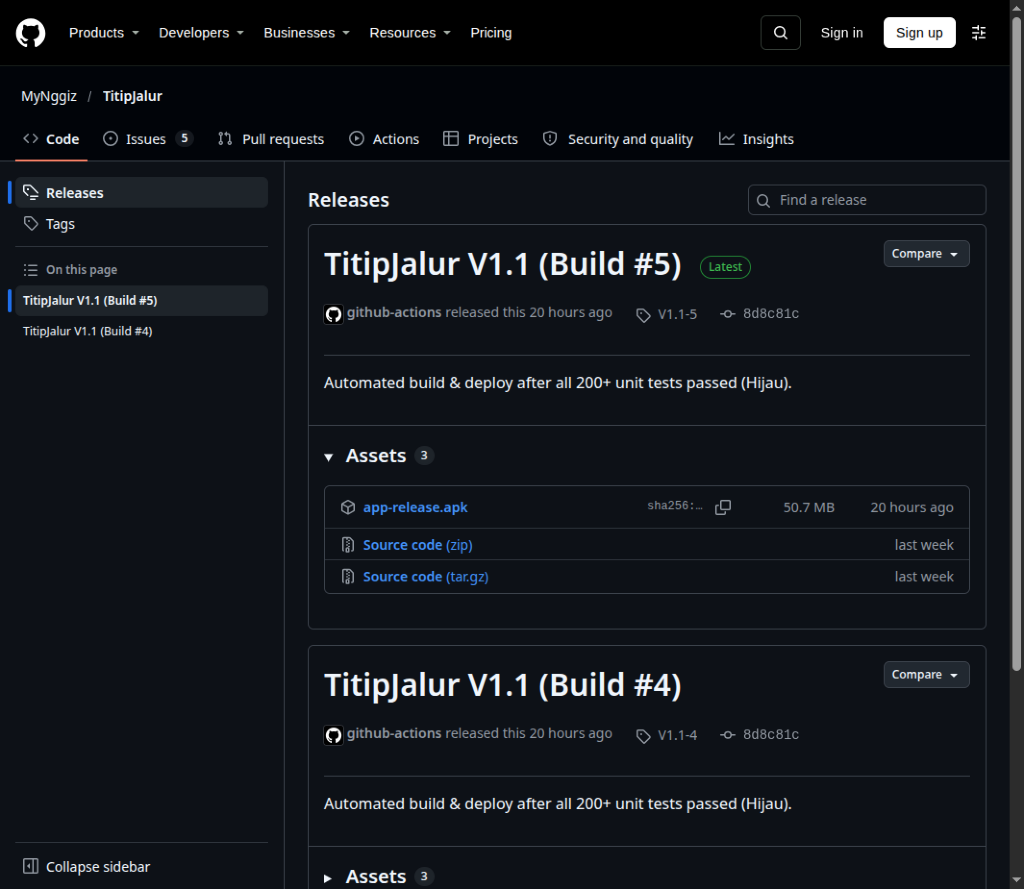 Products Developers Businesses Resources Pricing Sign in Sign up
MyNggiz / TitipJalur
Code Issues 5 Pull requests Actions Projects Security and quality Insights
Releases
Tags
On this page
TitipJalur V1.1 (Build #5)
TitipJalur V1.1 (Build #4)
Collapse sidebar
Releases
Find a release
TitipJalur V1.1 (Build #5) Latest
Compare
github-actions released this 20 hours ago V1.1-5 8d8c81c
Automated build & deploy after all 200+ unit tests passed (Hijau).
Assets 3
app-release.apk sha256:… 50.7 MB 20 hours ago
Source code (zip) last week
Source code (tar.gz) last week
TitipJalur V1.1 (Build #4)
Compare
github-actions released this 20 hours ago V1.1-4 8d8c81c
Automated build & deploy after all 200+ unit tests passed (Hijau).
Assets 3